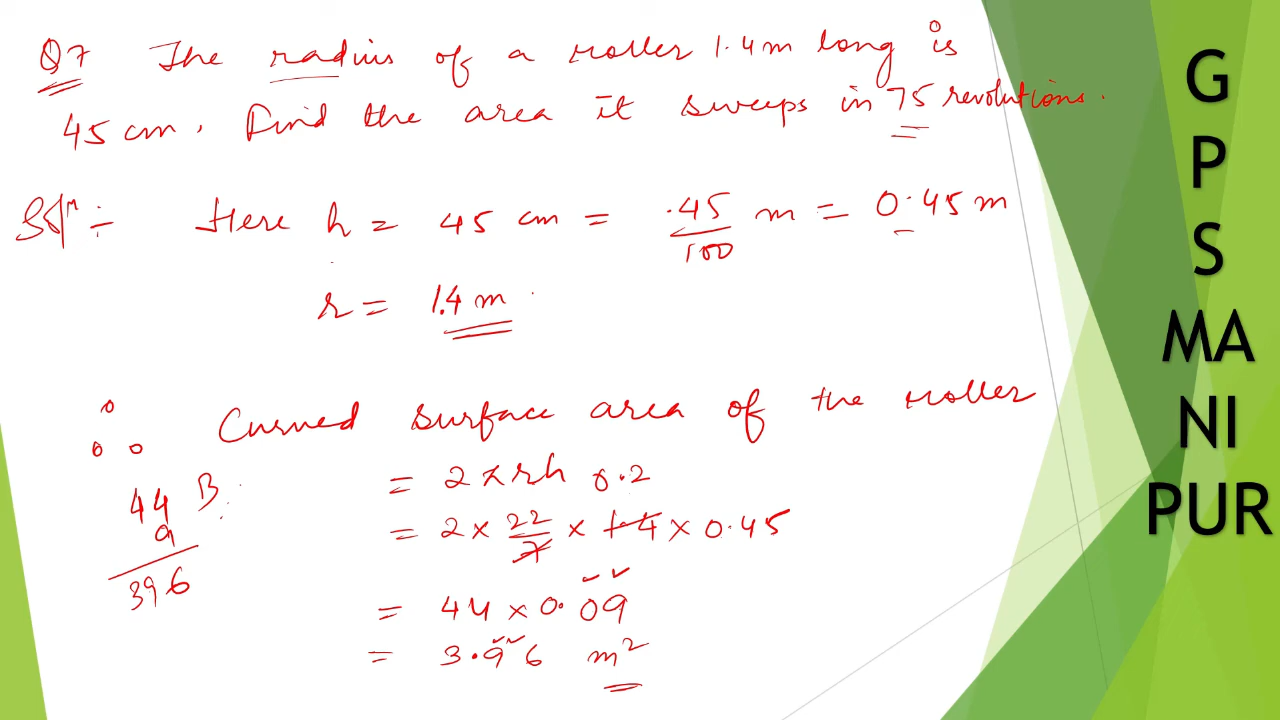 Q7 The radius of a roller 1.4 m long is
45 cm. Find the area it sweeps in 75 revolutions.
Solⁿ ÷ Here h = 45 cm = .45/100 m = 0.45 m
r = 1.4 m
∴ Curved surface area of the roller
= 2πrh 0.2
= 2 × 22/7 × 1.4 × 0.45
= 44 × 0.09
= 3.96 m²
44
9
396
G
P
S
MA
NI
PUR